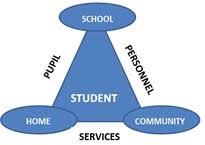 SCHOOL
PUPIL
PERSONNEL
STUDENT
HOME
COMMUNITY
SERVICES